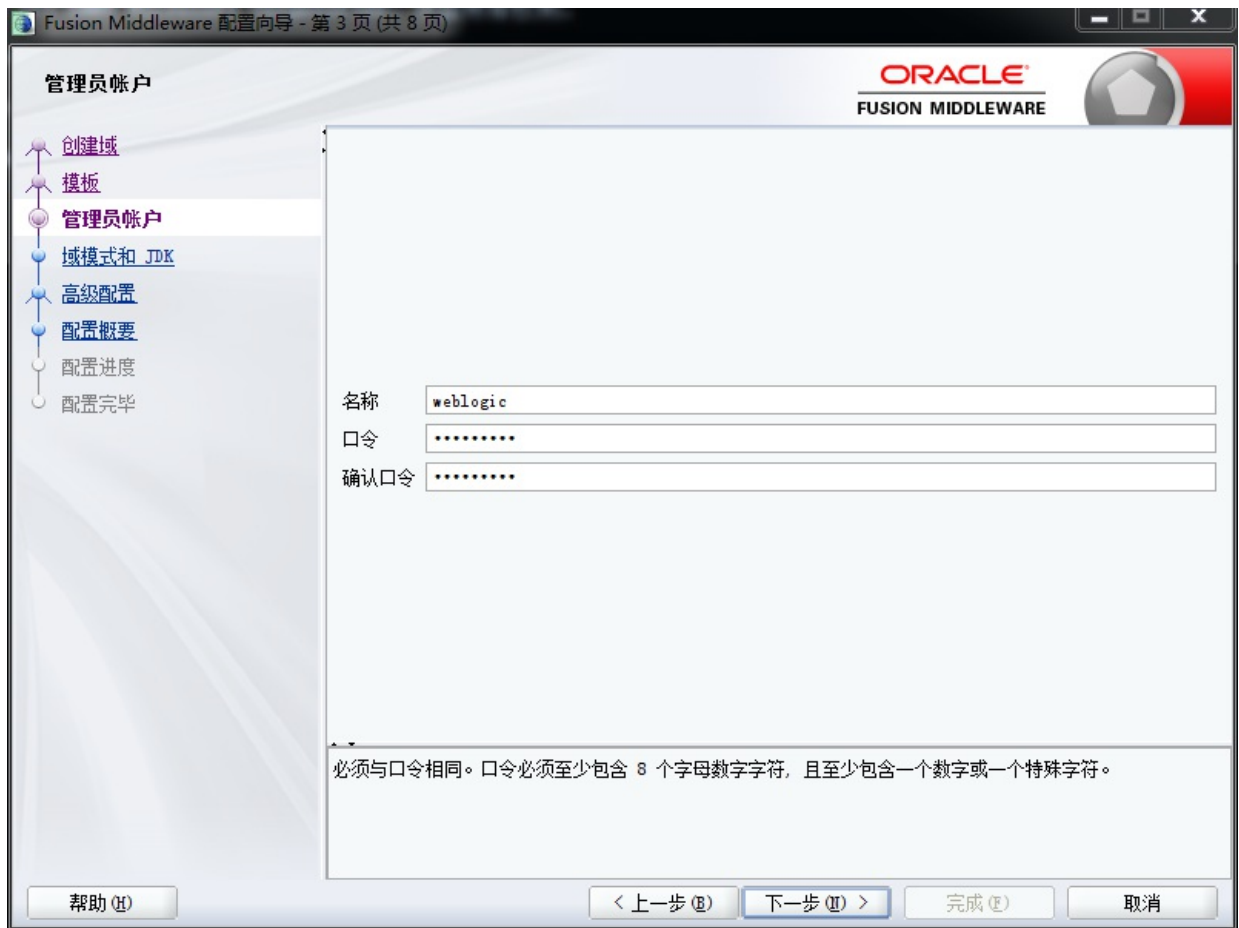 Fusion Middleware 配置向导 - 第 3 页 (共 8 页)
管理员帐户
ORACLE
FUSION MIDDLEWARE
创建域
模板
管理员帐户
域模式和 JDK
高级配置
配置概要
配置进度
配置完毕
名称 weblogic
口令 •••••••••
确认口令 •••••••••
必须与口令相同。口令必须至少包含 8 个字母数字字符, 且至少包含一个数字或一个特殊字符。
帮助(H) < 上一步(B) 下一步(N) > 完成(F) 取消